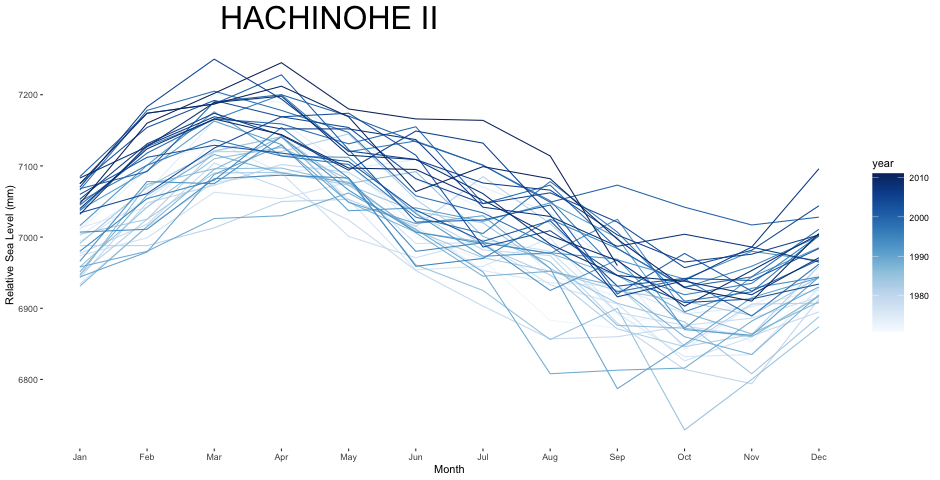 HACHINOHE II
Relative Sea Level (mm)
7200
7100
7000
6900
6800
Jan Feb Mar Apr May Jun Jul Aug Sep Oct Nov Dec
Month
year
2010
2000
1990
1980